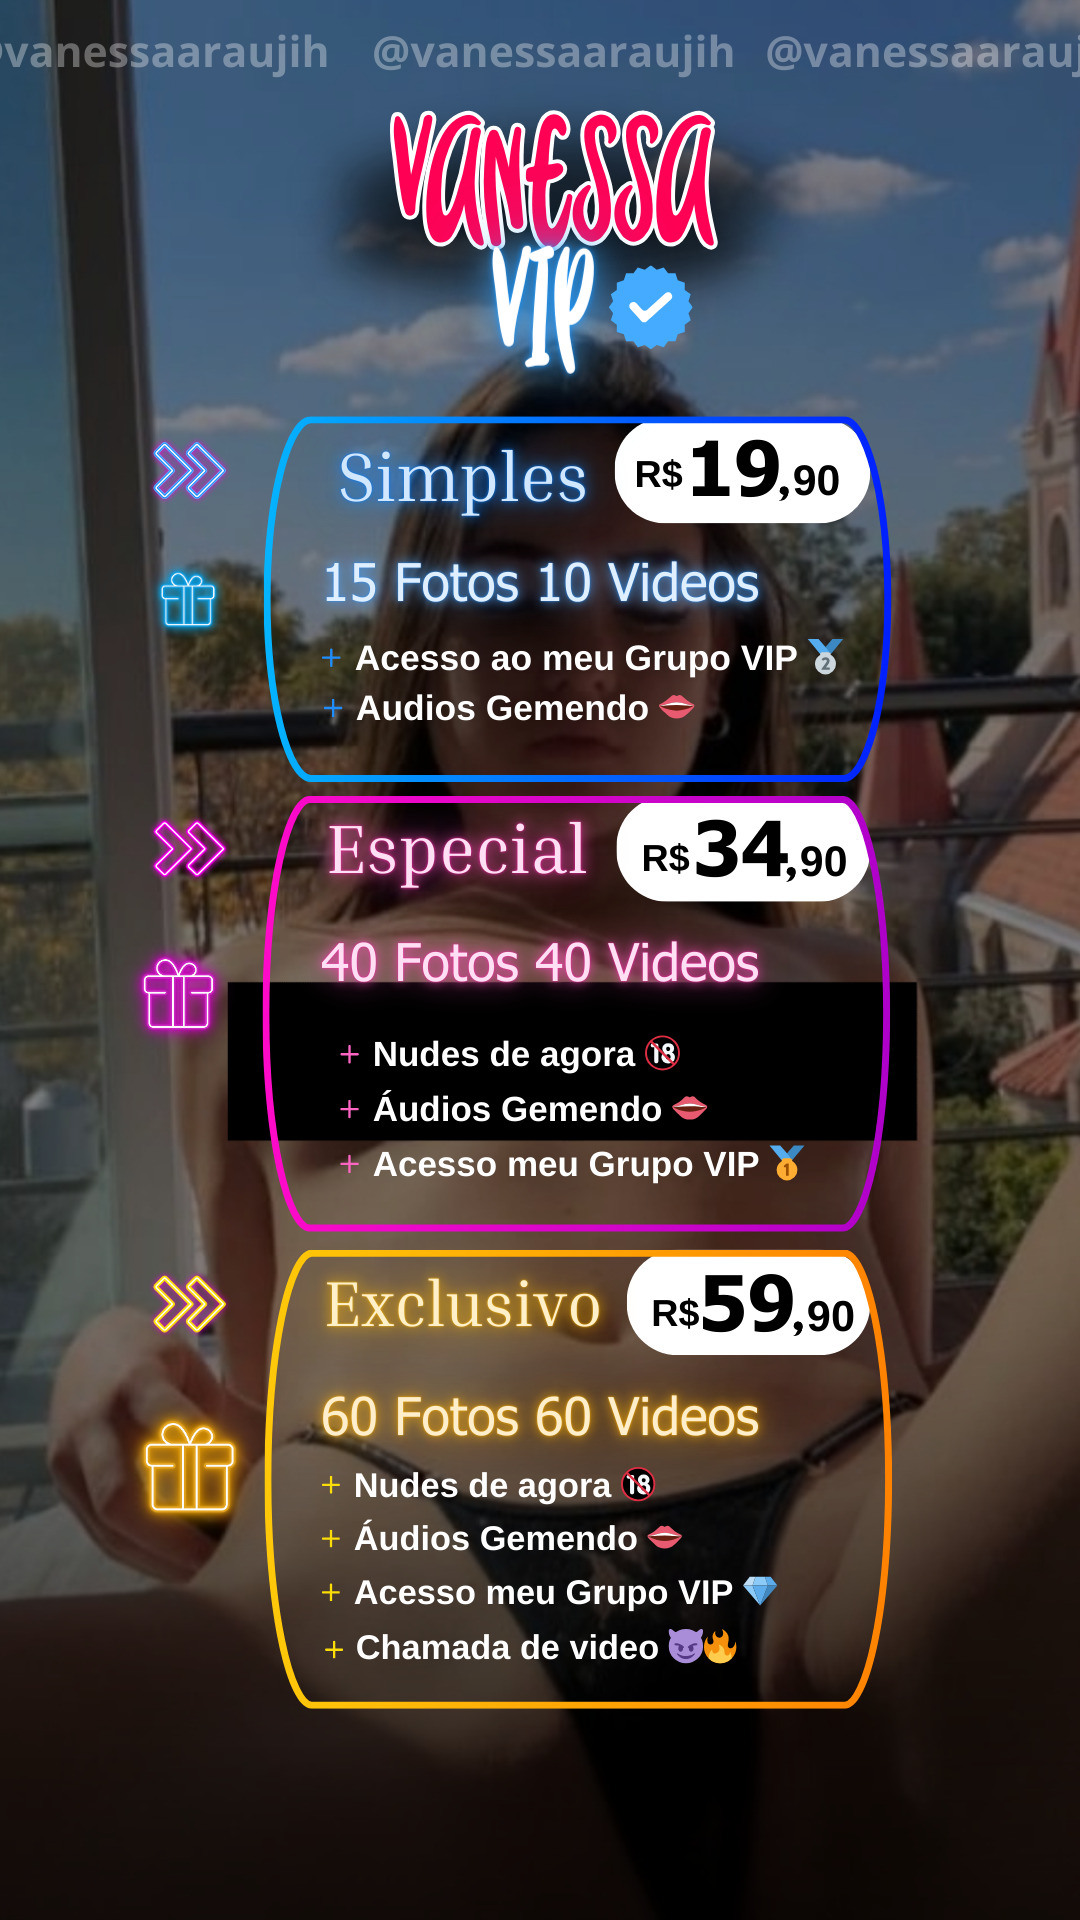 @vanessaaraujih @vanessaaraujih @vanessaarauj
VANESSA
VIP
Simples R$19,90
15 Fotos 10 Videos
+ Acesso ao meu Grupo VIP 🥈
+ Audios Gemendo 👄
Especial R$34,90
40 Fotos 40 Videos
+ Nudes de agora 🔞
+ Áudios Gemendo 👄
+ Acesso meu Grupo VIP 🥇
Exclusivo R$59,90
60 Fotos 60 Videos
+ Nudes de agora 🔞
+ Áudios Gemendo 👄
+ Acesso meu Grupo VIP 💎
+ Chamada de video 😈🔥